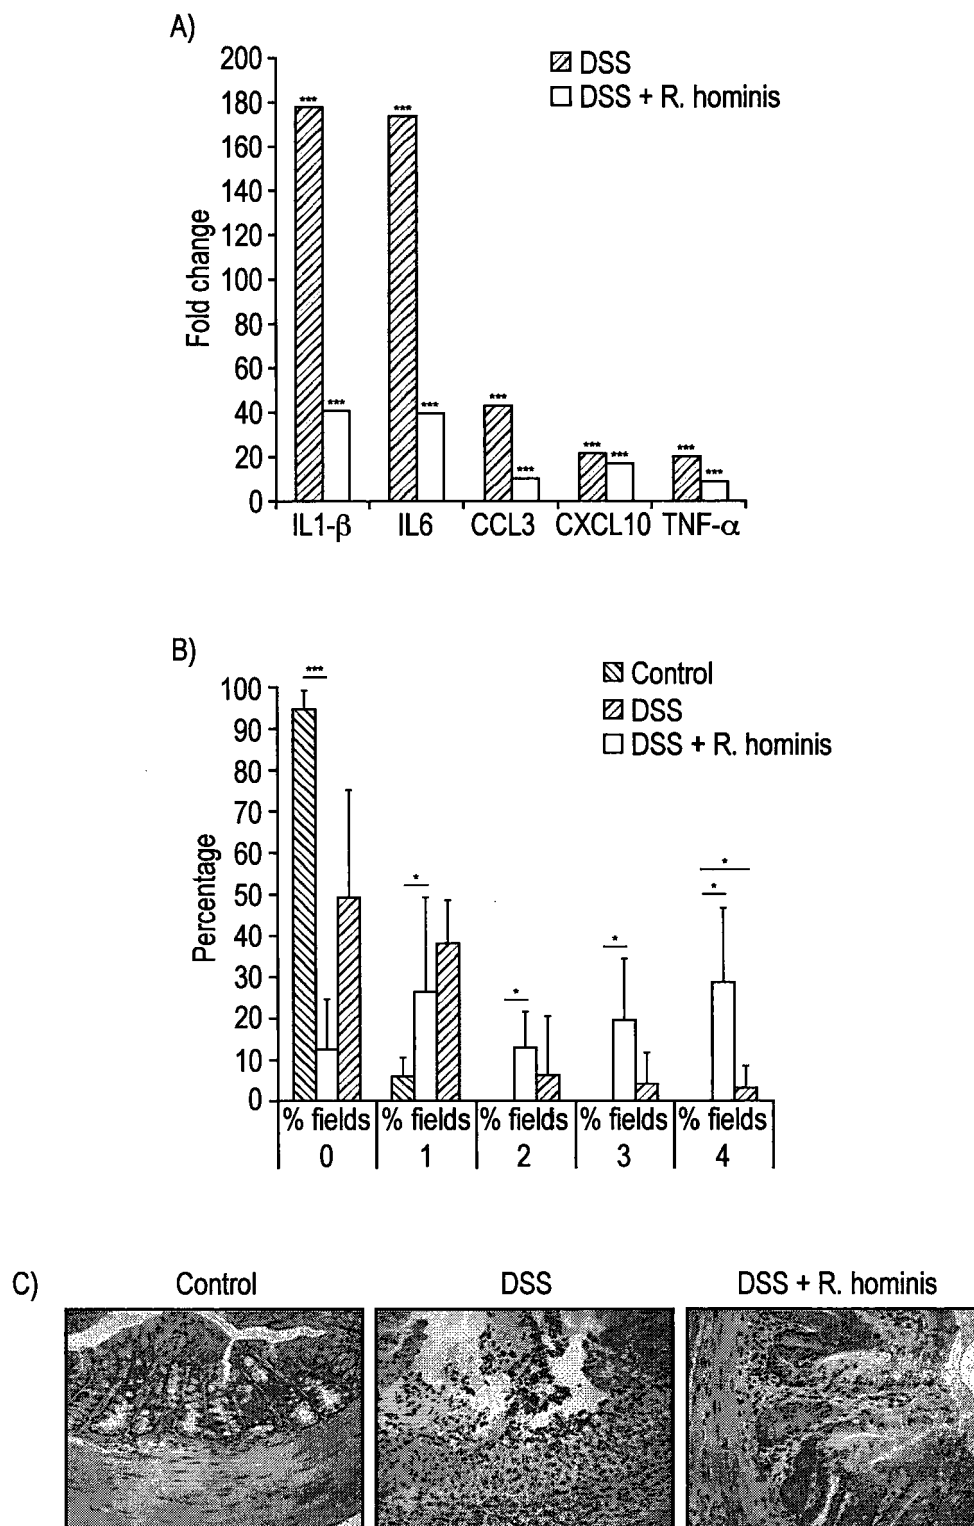 A)
200
180
160
140
120
100
80
60
40
20
0
Fold change
DSS
DSS + R. hominis
*** *** *** *** *** *** *** *** *** ***
IL1-β IL6 CCL3 CXCL10 TNF-α
B)
100
90
80
70
60
50
40
30
20
10
0
Percentage
Control
DSS
DSS + R. hominis
*** * * * * *
% fields % fields % fields % fields % fields
0 1 2 3 4
C) Control DSS DSS + R. hominis